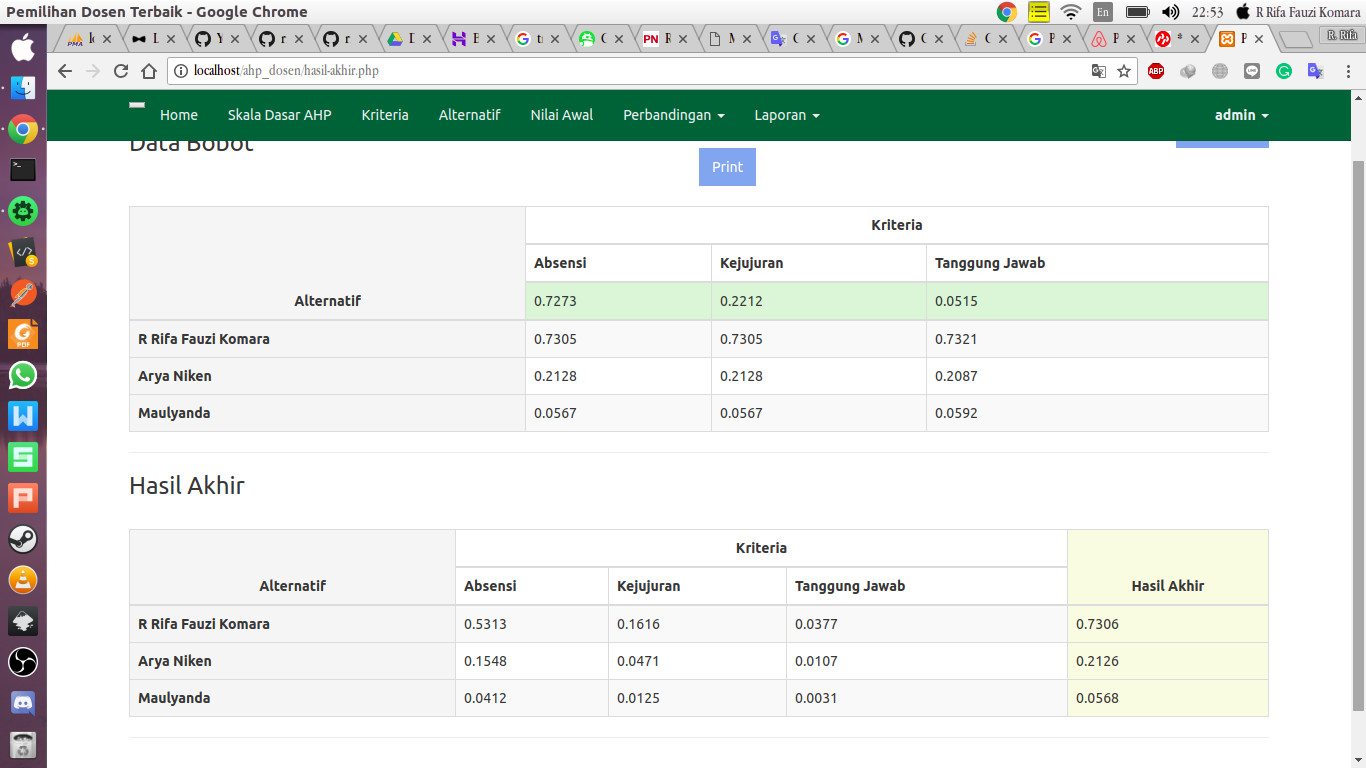 Pemilihan Dosen Terbaik - Google Chrome
En
22:53
R Rifa Fauzi Komara
R. Rifa
localhost/ahp_dosen/hasil-akhir.php
ABP
Home Skala Dasar AHP Kriteria Alternatif Nilai Awal Perbandingan Laporan admin
Data Bobot
Print
Kriteria
Absensi Kejujuran Tanggung Jawab
Alternatif 0.7273 0.2212 0.0515
R Rifa Fauzi Komara 0.7305 0.7305 0.7321
Arya Niken 0.2128 0.2128 0.2087
Maulyanda 0.0567 0.0567 0.0592
Hasil Akhir
Kriteria
Alternatif Absensi Kejujuran Tanggung Jawab Hasil Akhir
R Rifa Fauzi Komara 0.5313 0.1616 0.0377 0.7306
Arya Niken 0.1548 0.0471 0.0107 0.2126
Maulyanda 0.0412 0.0125 0.0031 0.0568